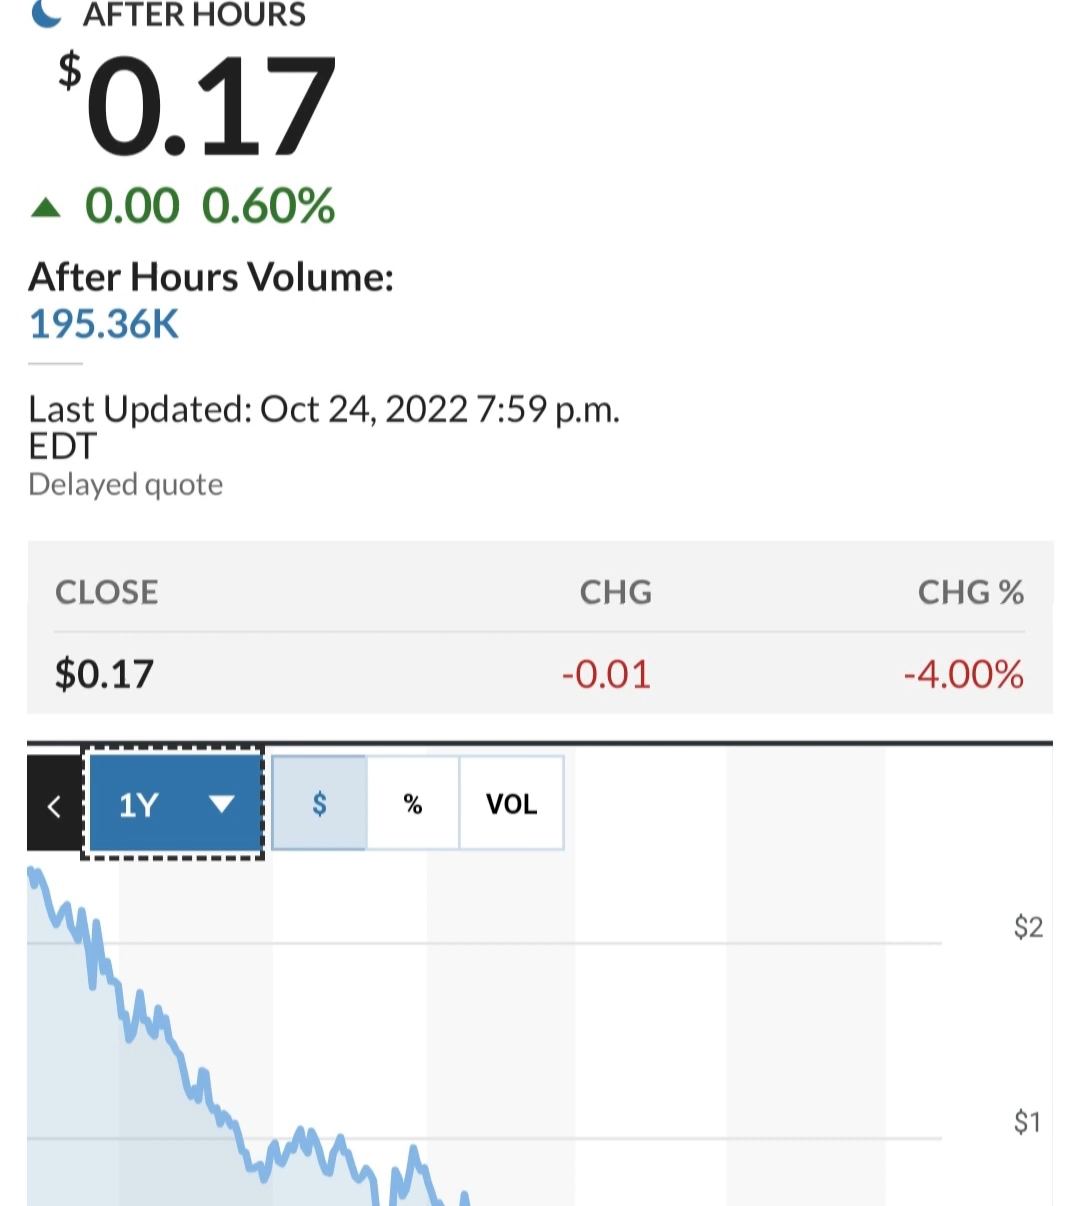 AFTER HOURS
$0.17
0.00 0.60%
After Hours Volume:
195.36K
Last Updated: Oct 24, 2022 7:59 p.m.
EDT
Delayed quote
CLOSE CHG CHG %
$0.17 -0.01 -4.00%
< 1Y $ % VOL
$2
$1